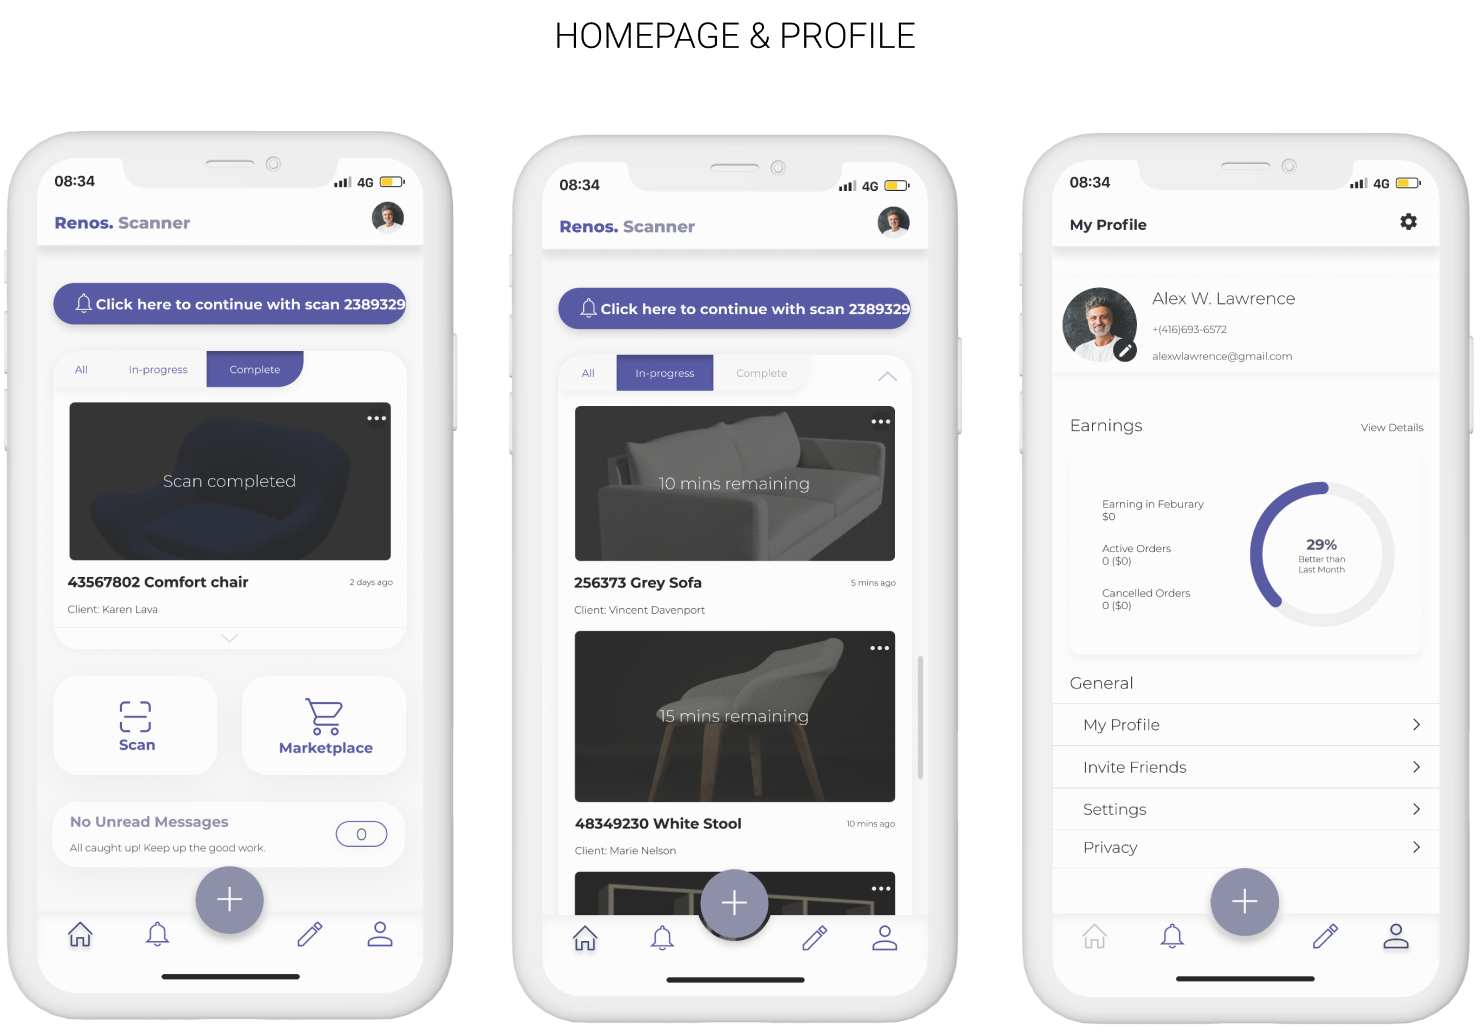 HOMEPAGE & PROFILE
08:34
4G
Renos. Scanner
Click here to continue with scan 2389329
All
In-progress
Complete
Scan completed
43567802 Comfort chair
2 days ago
Client: Karen Lava
Scan
Marketplace
No Unread Messages
All caught up! Keep up the good work.
0
08:34
4G
Renos. Scanner
Click here to continue with scan 2389329
All
In-progress
Complete
10 mins remaining
256373 Grey Sofa
5 mins ago
Client: Vincent Davenport
15 mins remaining
48349230 White Stool
10 mins ago
Client: Marie Nelson
08:34
4G
My Profile
Alex W. Lawrence
+(416)693-6572
alexwlawrence@gmail.com
Earnings
View Details
Earning in Feburary
$0
Active Orders
0 ($0)
Cancelled Orders
0 ($0)
29%
Better than
Last Month
General
My Profile
Invite Friends
Settings
Privacy